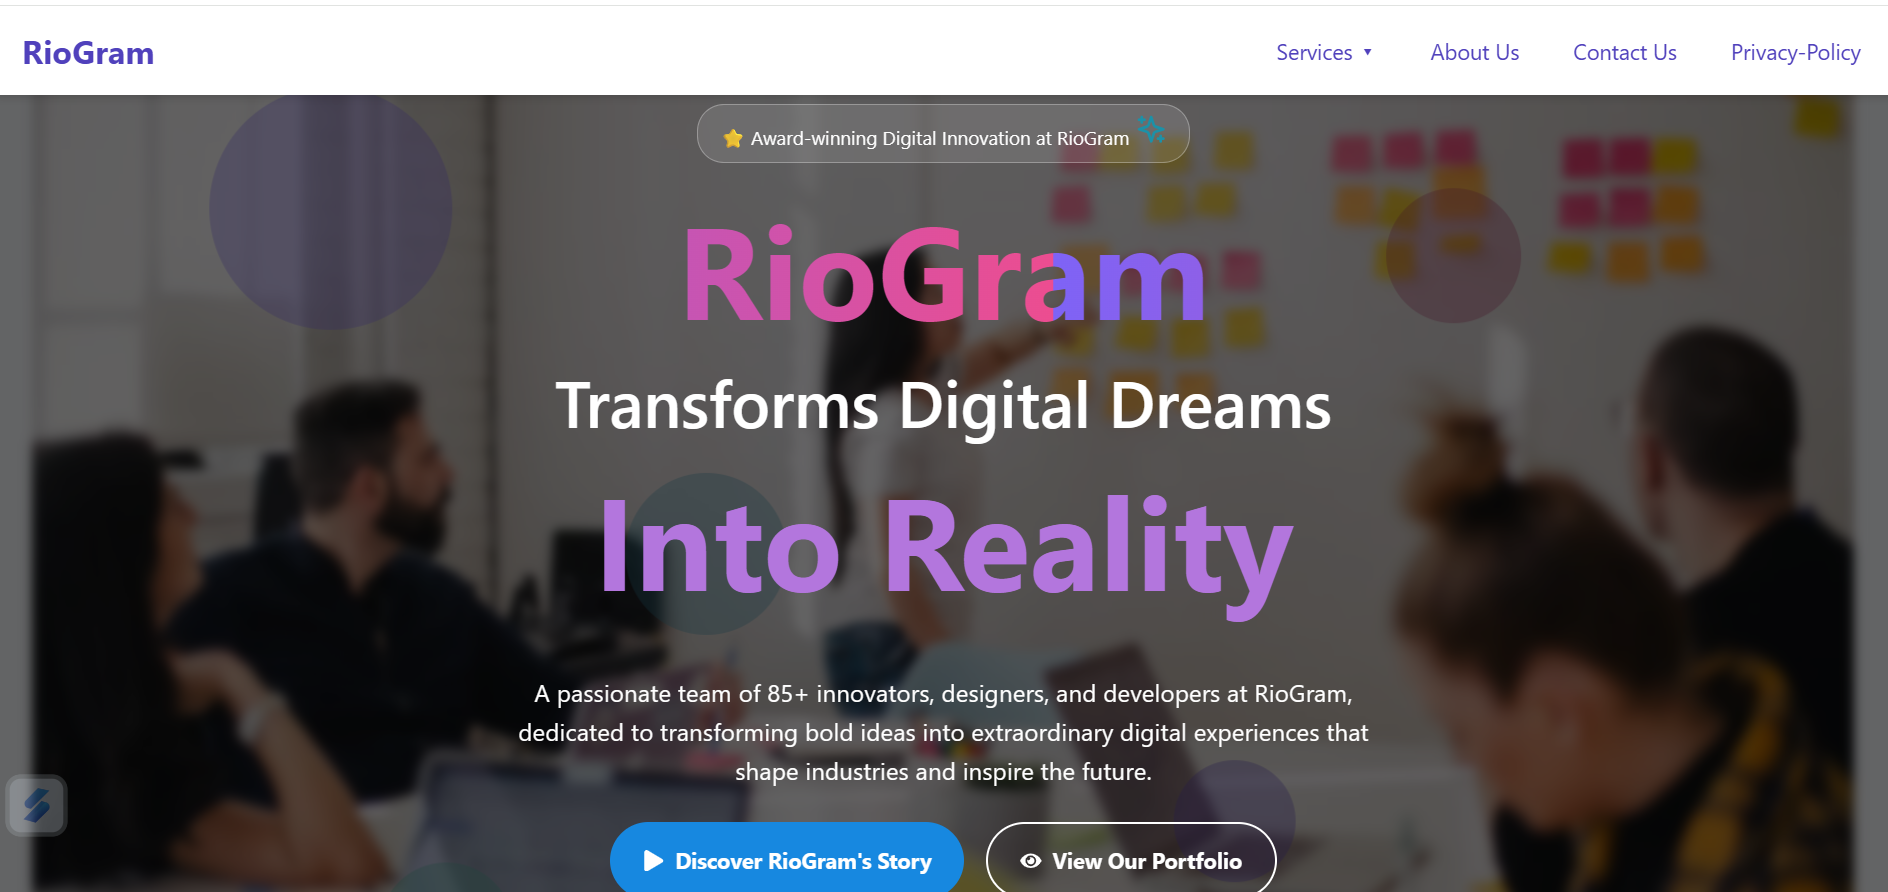 RioGram
Services ▼ About Us Contact Us Privacy-Policy
⭐ Award-winning Digital Innovation at RioGram
RioGram
Transforms Digital Dreams
Into Reality
A passionate team of 85+ innovators, designers, and developers at RioGram,
dedicated to transforming bold ideas into extraordinary digital experiences that
shape industries and inspire the future.
Discover RioGram's Story View Our Portfolio